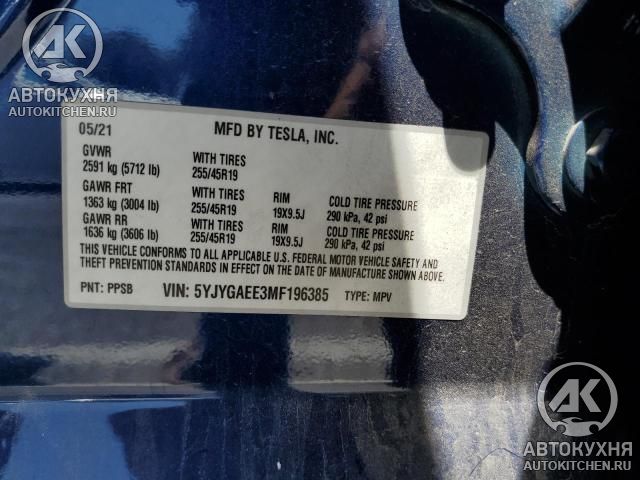 AK
АВТОКУХНЯ
AUTOKITCHEN.RU
05/21 MFD BY TESLA, INC.
GVWR
2591 kg (5712 lb) WITH TIRES 255/45R19
GAWR FRT
1363 kg (3004 lb) WITH TIRES 255/45R19 RIM 19X9.5J COLD TIRE PRESSURE 290 kPa, 42 psi
GAWR RR
1636 kg (3606 lb) WITH TIRES 255/45R19 RIM 19X9.5J COLD TIRE PRESSURE 290 kPa, 42 psi
THIS VEHICLE CONFORMS TO ALL APPLICABLE U.S. FEDERAL MOTOR VEHICLE SAFETY AND
THEFT PREVENTION STANDARDS IN EFFECT ON THE DATE OF MANUFACTURE SHOWN ABOVE.
PNT: PPSB VIN: 5YJYGAEE3MF196385 TYPE: MPV
AK
АВТОКУХНЯ
AUTOKITCHEN.RU